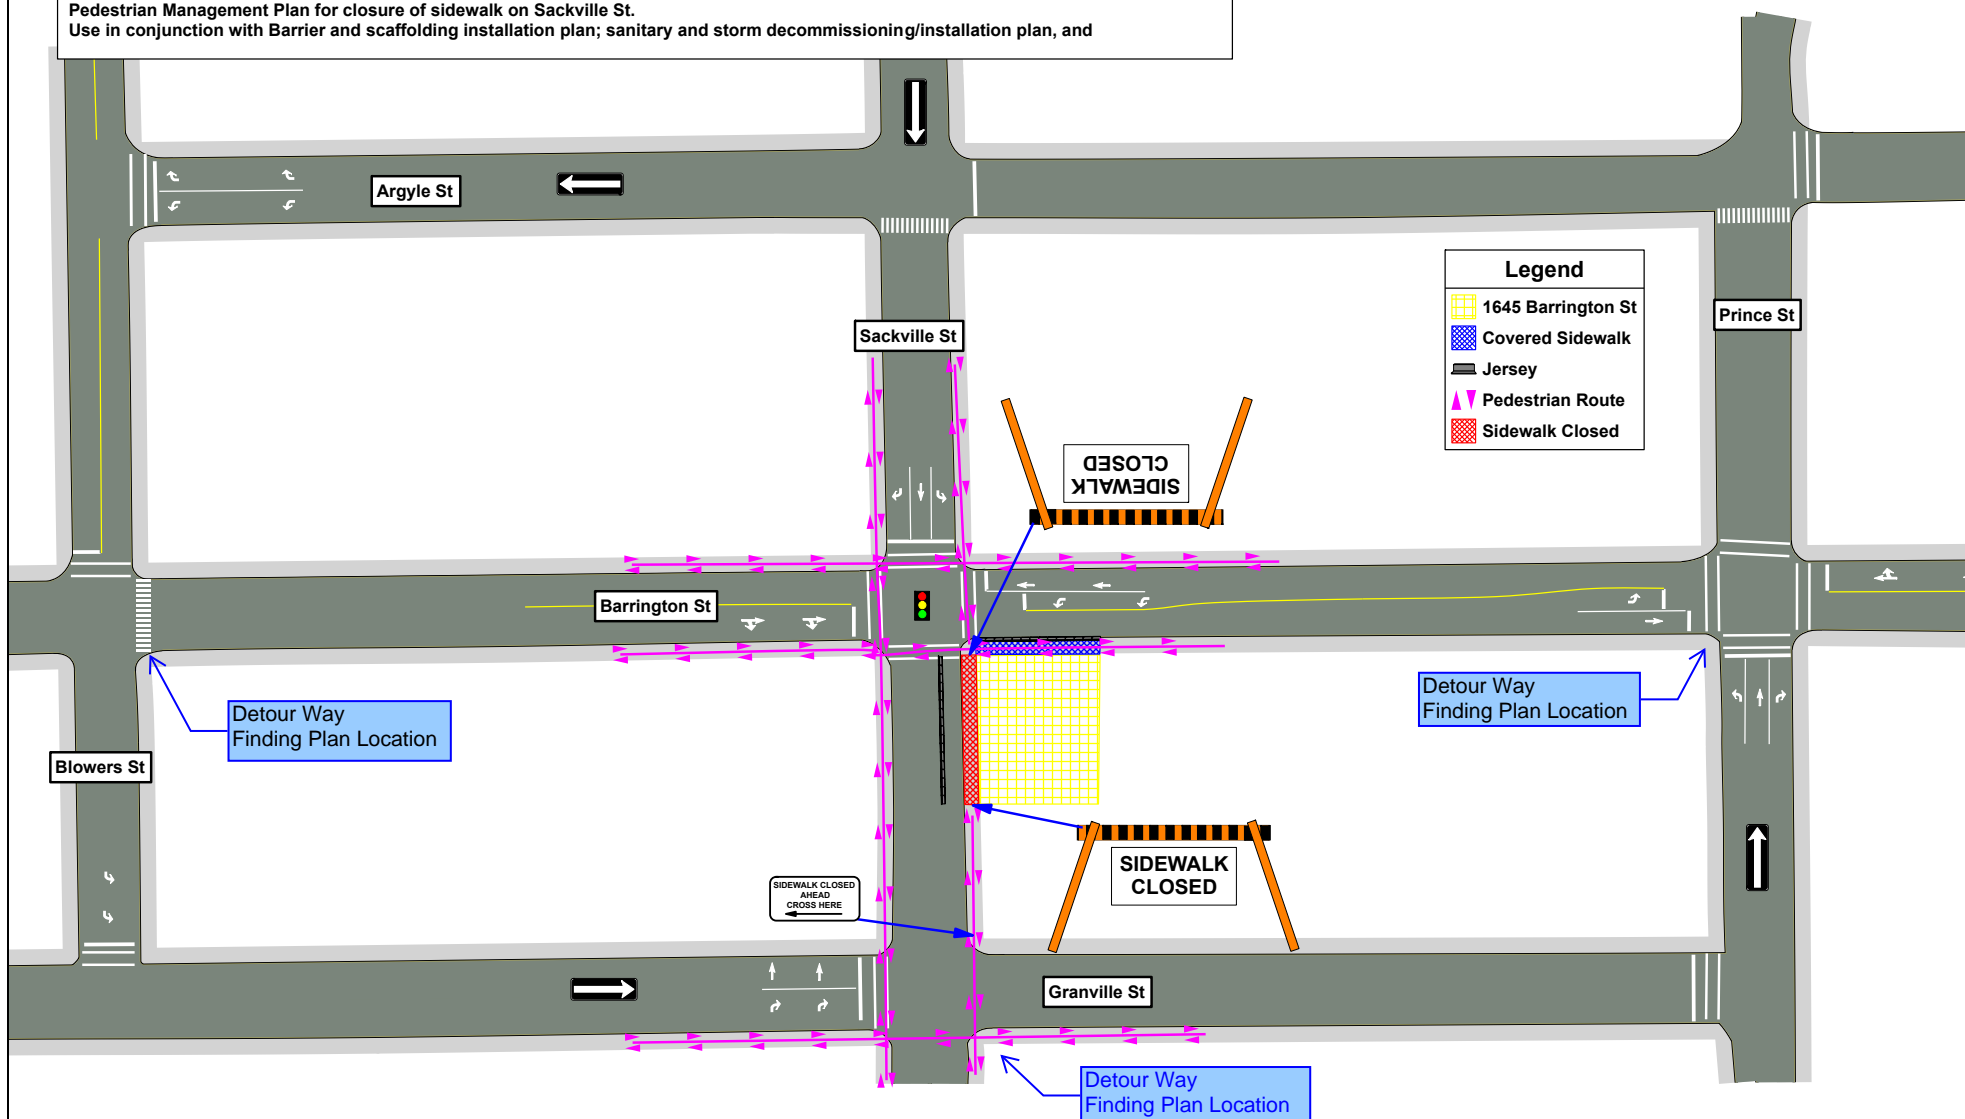 Pedestrian Management Plan for closure of sidewalk on Sackville St.
Use in conjunction with Barrier and scaffolding installation plan; sanitary and storm decommissioning/installation plan, and
Argyle St
Legend
1645 Barrington St
Covered Sidewalk
Jersey
Pedestrian Route
Sidewalk Closed
Prince St
Sackville St
SIDEWALK
CLOSED
Barrington St
Detour Way
Finding Plan Location
Detour Way
Finding Plan Location
Blowers St
SIDEWALK
CLOSED
SIDEWALK CLOSED
AHEAD
CROSS HERE
Granville St
Detour Way
Finding Plan Location